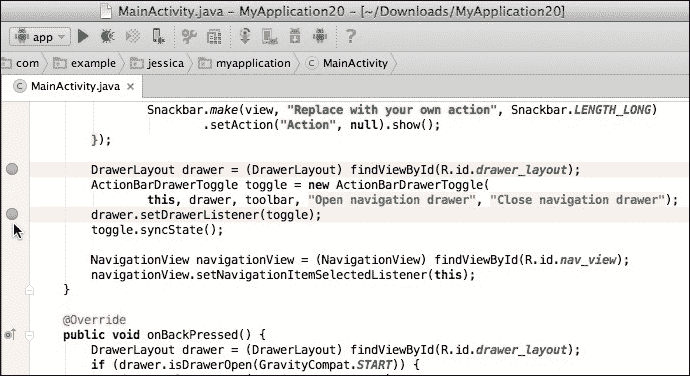 MainActivity.java – MyApplication20 – [~/Downloads/MyApplication20]
app
com example jessica myapplication MainActivity
MainActivity.java
Snackbar.make(view, "Replace with your own action", Snackbar.LENGTH_LONG)
.setAction("Action", null).show();
});
DrawerLayout drawer = (DrawerLayout) findViewById(R.id.drawer_layout);
ActionBarDrawerToggle toggle = new ActionBarDrawerToggle(
this, drawer, toolbar, "Open navigation drawer", "Close navigation drawer");
drawer.setDrawerListener(toggle);
toggle.syncState();
NavigationView navigationView = (NavigationView) findViewById(R.id.nav_view);
navigationView.setNavigationItemSelectedListener(this);
}
@Override
public void onBackPressed() {
DrawerLayout drawer = (DrawerLayout) findViewById(R.id.drawer_layout);
if (drawer.isDrawerOpen(GravityCompat.START)) {